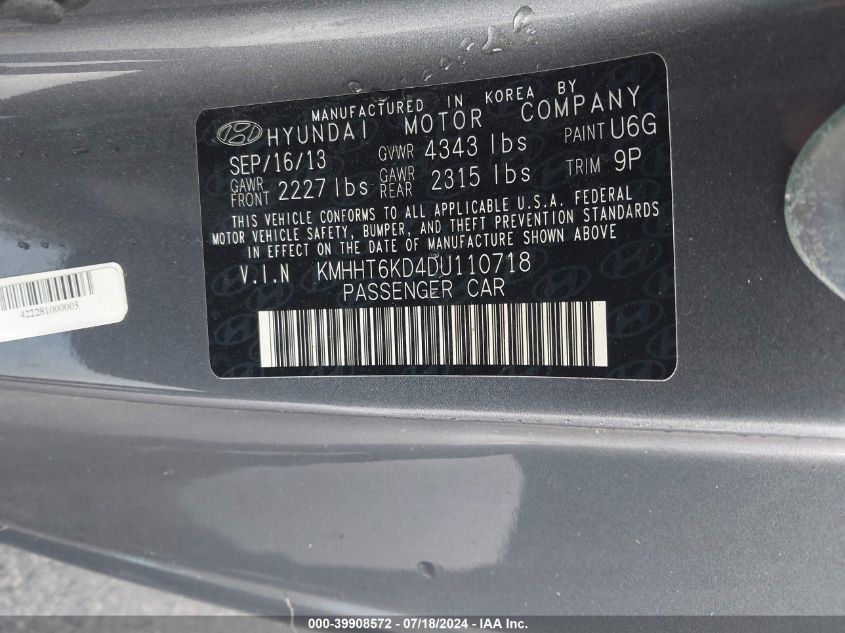 MANUFACTURED IN KOREA BY
HYUNDAI MOTOR COMPANY
SEP/16/13 GVWR 4343 lbs PAINT U6G
GAWR FRONT 2227 lbs GAWR REAR 2315 lbs TRIM 9P
THIS VEHICLE CONFORMS TO ALL APPLICABLE U.S.A. FEDERAL
MOTOR VEHICLE SAFETY, BUMPER, AND THEFT PREVENTION STANDARDS
IN EFFECT ON THE DATE OF MANUFACTURE SHOWN ABOVE
V.I.N KMHHT6KD4DU110718
PASSENGER CAR
422281000003
000-39908572 - 07/18/2024 - IAAI.com